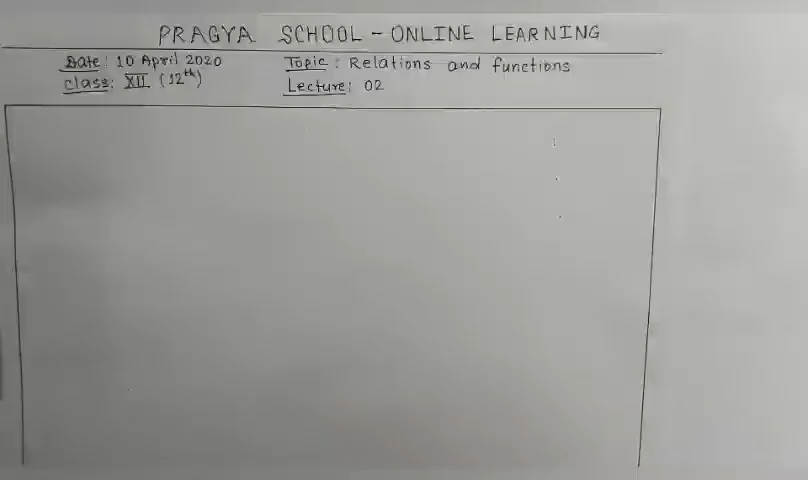 PRAGYA SCHOOL - ONLINE LEARNING
Date: 10 April 2020
Topic: Relations and functions
class: XII (12th)
Lecture: 02